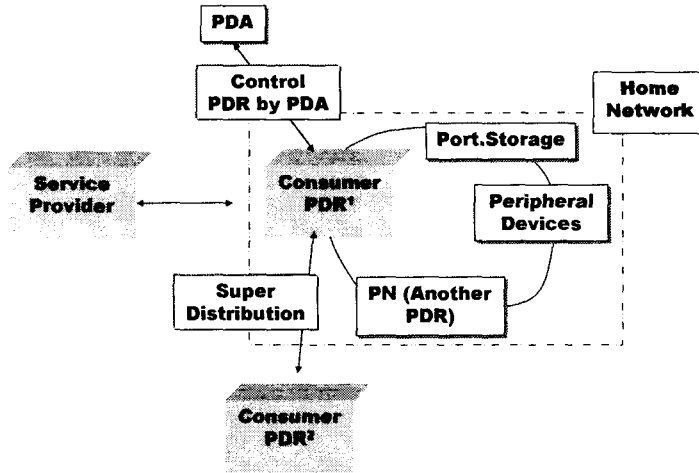 PDA
Control
PDR by PDA
Home
Network
Port.Storage
Service
Provider
Consumer
PDR¹
Peripheral
Devices
Super
Distribution
PN (Another
PDR)
Consumer
PDR²